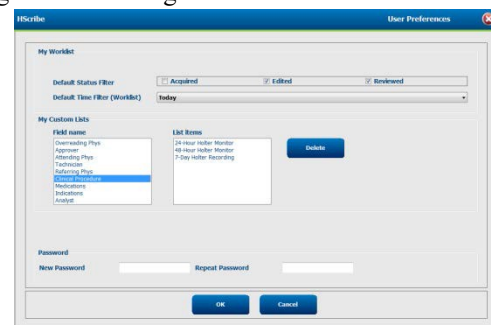 HScribe User Preferences
My Worklist
Default Status Filter Acquired Edited Reviewed
Default Time Filter (Worklist) Today
My Custom Lists
Field name List items
Overreading Phys
Approver
Attending Phys
Technician
Referring Phys
Clinical Procedure
Medications
Indications
Analyst
24-Hour Holter Monitor
48-Hour Holter Monitor
7-Day Holter Recording
Delete
Password
New Password Repeat Password
OK Cancel